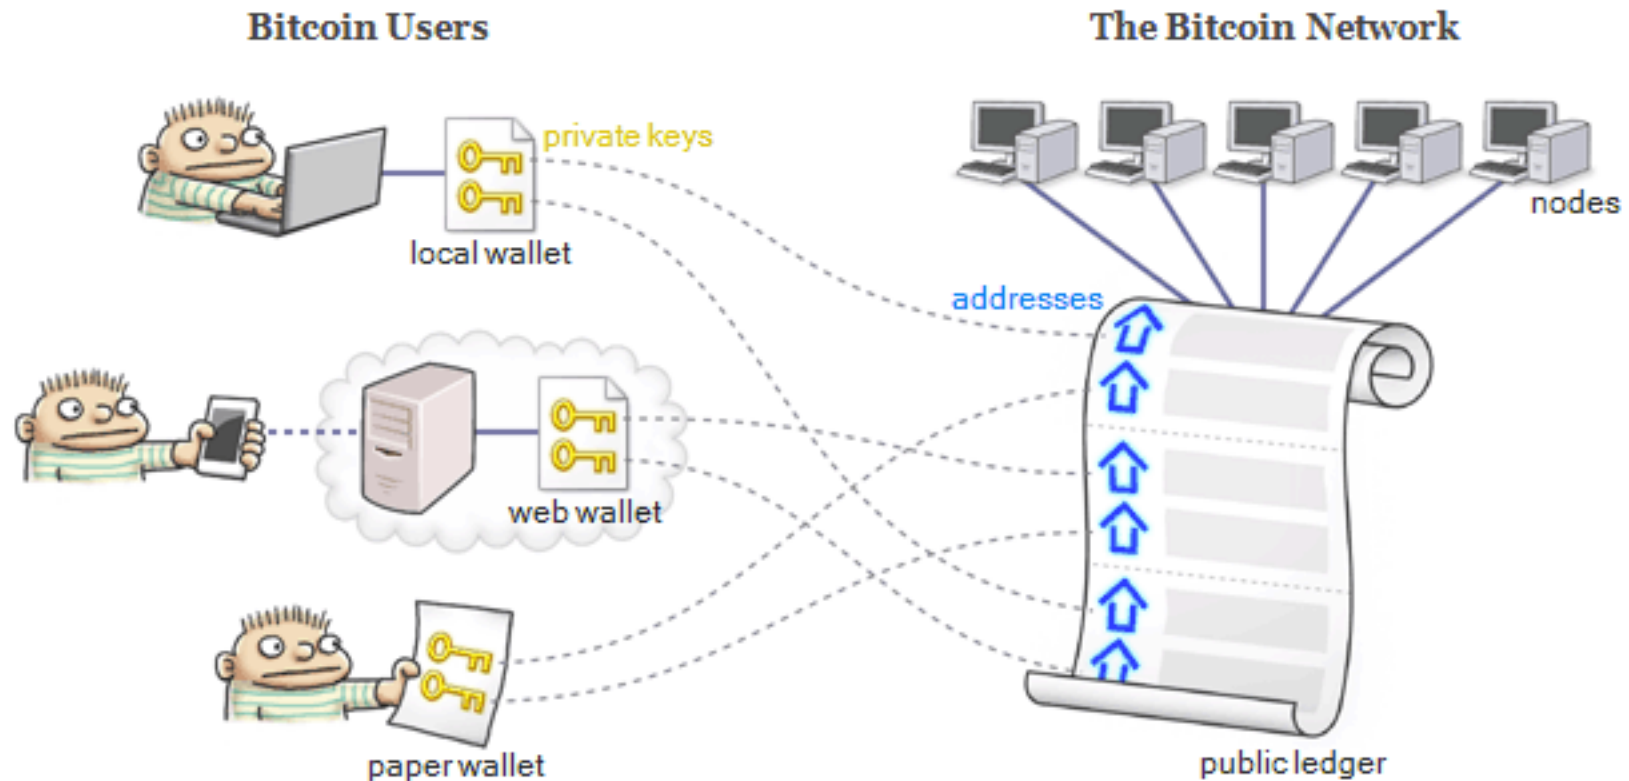 Bitcoin Users
The Bitcoin Network
private keys
nodes
local wallet
addresses
web wallet
paper wallet
public ledger